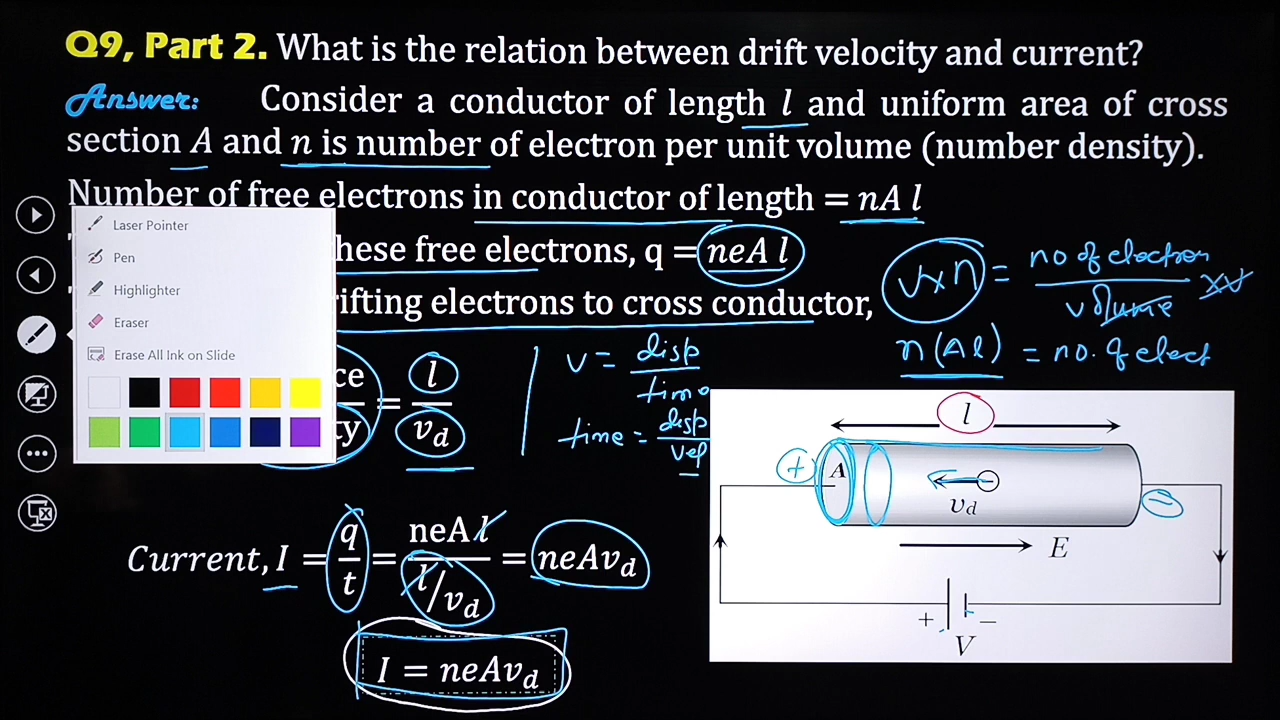 Q9, Part 2. What is the relation between drift velocity and current?
Answer: Consider a conductor of length l and uniform area of cross
section A and n is number of electron per unit volume (number density).
Number of free electrons in conductor of length = nA l
hese free electrons, q = neA l
rifting electrons to cross conductor,
Laser Pointer
Pen
Highlighter
Eraser
Erase All Ink on Slide
ce
ty
= l / v_d
v = disp / time
time = disp / vel
v×n = no of electron / volume × v
n(Al) = no. of elect
Current, I = q/t = neAl / l/v_d = neAv_d
I = neAv_d
l
+ A −
v_d
E
+ −
V